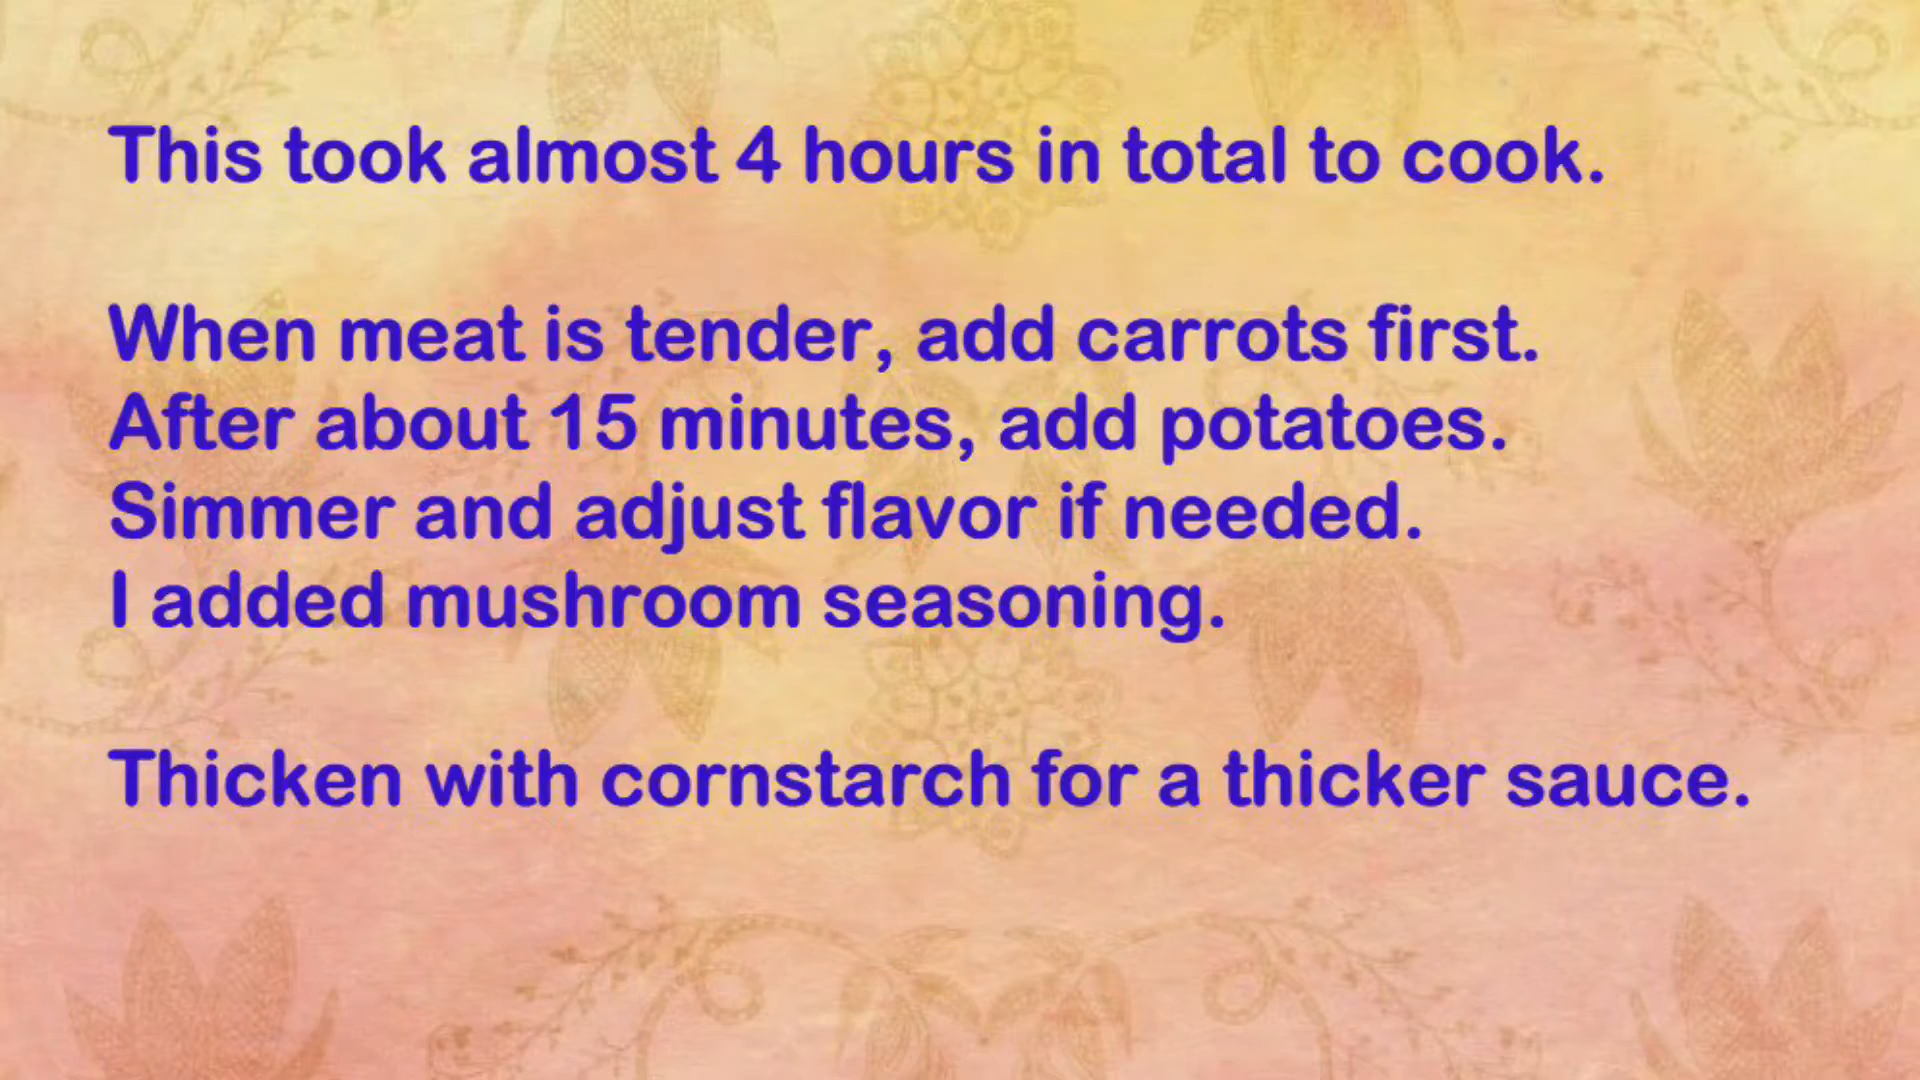 This took almost 4 hours in total to cook.
When meat is tender, add carrots first.
After about 15 minutes, add potatoes.
Simmer and adjust flavor if needed.
I added mushroom seasoning.
Thicken with cornstarch for a thicker sauce.